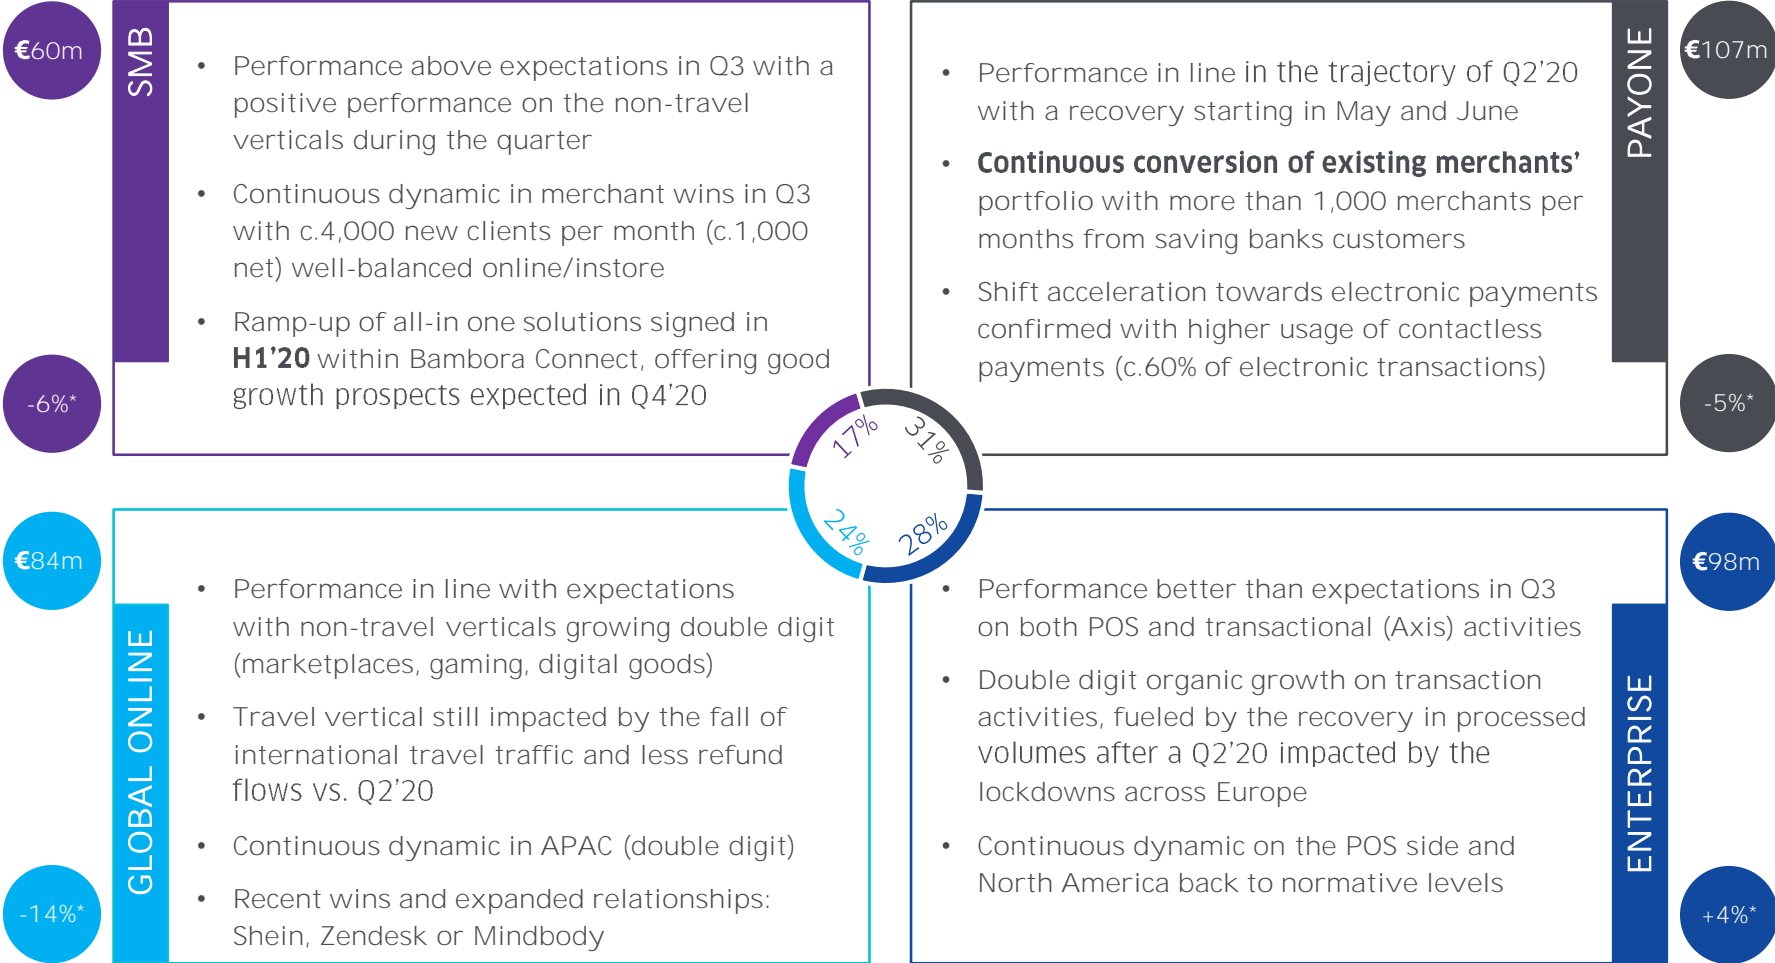 €60m
SMB
• Performance above expectations in Q3 with a
positive performance on the non-travel
verticals during the quarter
• Continuous dynamic in merchant wins in Q3
with c.4,000 new clients per month (c.1,000
net) well-balanced online/instore
• Ramp-up of all-in one solutions signed in
H1’20 within Bambora Connect, offering good
growth prospects expected in Q4’20
-6%*
• Performance in line in the trajectory of Q2’20
with a recovery starting in May and June
• Continuous conversion of existing merchants’
portfolio with more than 1,000 merchants per
months from saving banks customers
• Shift acceleration towards electronic payments
confirmed with higher usage of contactless
payments (c.60% of electronic transactions)
PAYONE
€107m
-5%*
17%
31%
24%
28%
€84m
GLOBAL ONLINE
• Performance in line with expectations
with non-travel verticals growing double digit
(marketplaces, gaming, digital goods)
• Travel vertical still impacted by the fall of
international travel traffic and less refund
flows vs. Q2’20
• Continuous dynamic in APAC (double digit)
• Recent wins and expanded relationships:
Shein, Zendesk or Mindbody
-14%*
• Performance better than expectations in Q3
on both POS and transactional (Axis) activities
• Double digit organic growth on transaction
activities, fueled by the recovery in processed
volumes after a Q2’20 impacted by the
lockdowns across Europe
• Continuous dynamic on the POS side and
North America back to normative levels
ENTERPRISE
€98m
+4%*